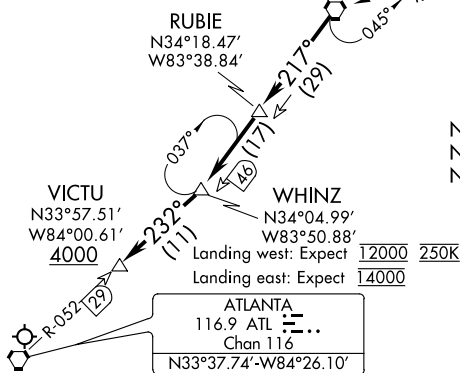 RUBIE
N34°18.47'
W83°38.84'
045°
217°
(29)
037°
(17)
46
WHINZ
N34°04.99'
W83°50.88'
VICTU
N33°57.51'
W84°00.61'
4000
232°
(11)
Landing west: Expect 12000 250K
Landing east: Expect 14000
R-052
29
ATLANTA
116.9 ATL
Chan 116
N33°37.74'-W84°26.10'
N
N
N